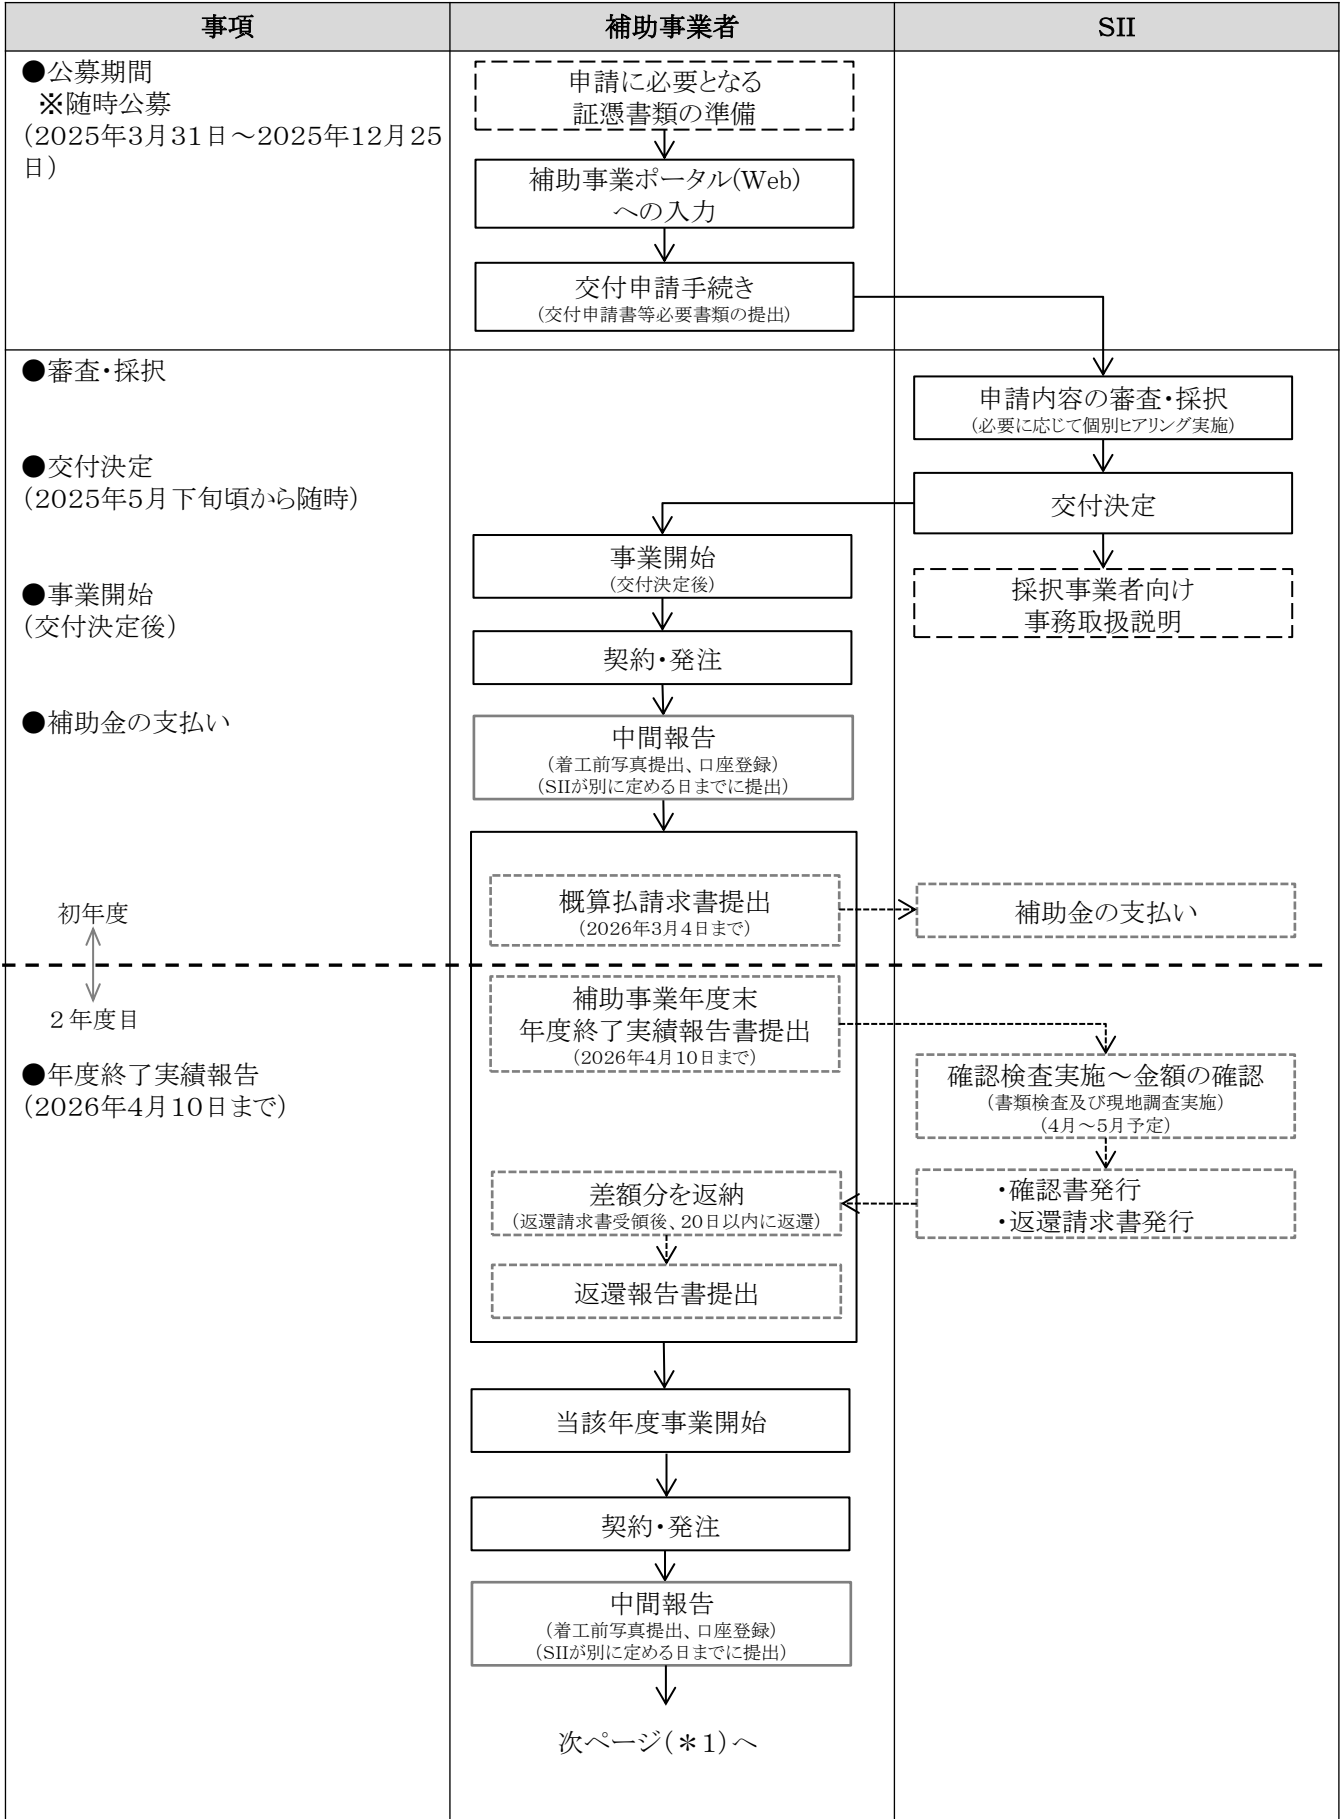 事項
補助事業者
SII
●公募期間
※随時公募
(2025年3月31日～2025年12月25
日)
申請に必要となる
証憑書類の準備
補助事業ポータル(Web)
への入力
交付申請手続き
(交付申請書等必要書類の提出)
●審査・採択
申請内容の審査・採択
(必要に応じて個別ヒアリング実施)
●交付決定
(2025年5月下旬頃から随時)
交付決定
事業開始
(交付決定後)
●事業開始
(交付決定後)
採択事業者向け
事務取扱説明
契約・発注
●補助金の支払い
中間報告
(着工前写真提出、口座登録)
(SIIが別に定める日までに提出)
概算払請求書提出
(2026年3月4日まで)
補助金の支払い
初年度
２年度目
補助事業年度末
年度終了実績報告書提出
(2026年4月10日まで)
●年度終了実績報告
(2026年4月10日まで)
確認検査実施～金額の確認
(書類検査及び現地調査実施)
(4月～5月予定)
・確認書発行
・返還請求書発行
差額分を返納
(返還請求書受領後、20日以内に返還)
返還報告書提出
当該年度事業開始
契約・発注
中間報告
(着工前写真提出、口座登録)
(SIIが別に定める日までに提出)
次ページ(＊1)へ